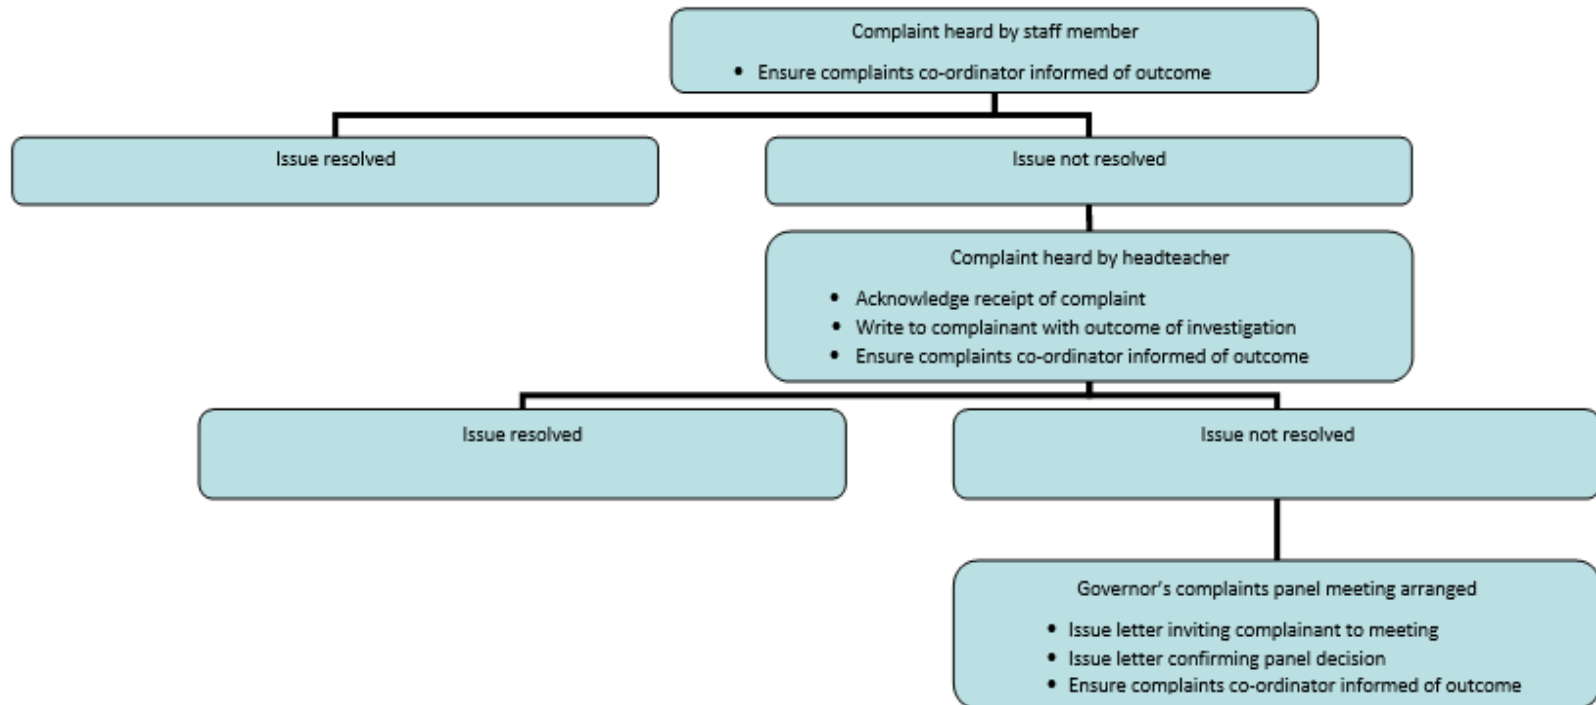 Complaint heard by staff member
• Ensure complaints co-ordinator informed of outcome
Issue resolved
Issue not resolved
Complaint heard by headteacher
• Acknowledge receipt of complaint
• Write to complainant with outcome of investigation
• Ensure complaints co-ordinator informed of outcome
Issue resolved
Issue not resolved
Governor's complaints panel meeting arranged
• Issue letter inviting complainant to meeting
• Issue letter confirming panel decision
• Ensure complaints co-ordinator informed of outcome